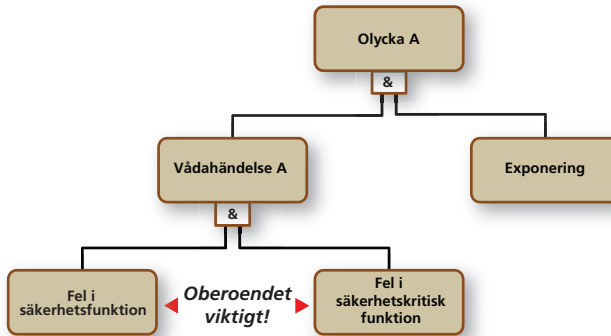 Olycka A
&
Vådahändelse A
Exponering
&
Fel i
säkerhetsfunktion
Oberoendet
viktigt!
Fel i
säkerhetskritisk
funktion